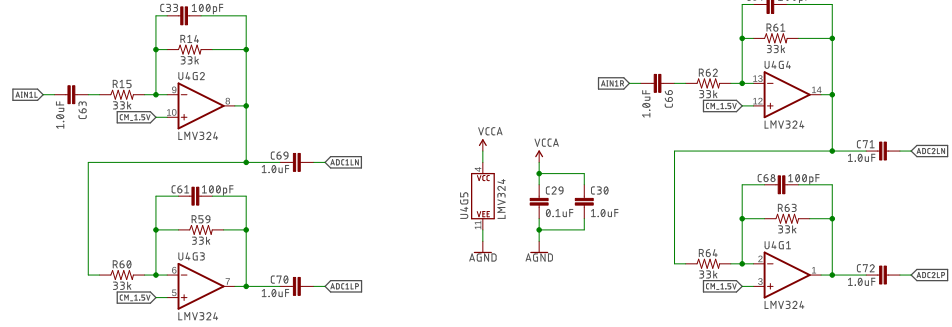 C33 100pF
R14
33k
AIN1L
1.0uF
C63
R15
33k
U4G2
9
8
10
CM_1.5V
LMV324
C69
1.0uF
ADC1LN
C61 100pF
R59
33k
R60
33k
U4G3
6
7
5
CM_1.5V
LMV324
C70
1.0uF
ADC1LP
VCCA
4
VCC
U4G5
LMV324
VEE
11
AGND
VCCA
C29
0.1uF
C30
1.0uF
AGND
R61
33k
AIN1R
1.0uF
C66
R62
33k
U4G4
13
14
12
CM_1.5V
LMV324
C71
1.0uF
ADC2LN
C68 100pF
R63
33k
R64
33k
U4G1
2
1
3
CM_1.5V
LMV324
C72
1.0uF
ADC2LP